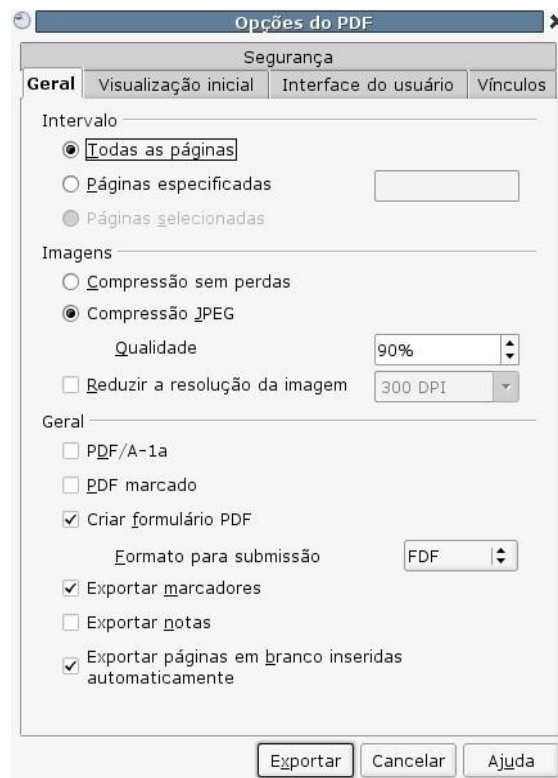 Opções do PDF
Segurança
Geral Visualização inicial Interface do usuário Vínculos
Intervalo
Todas as páginas
Páginas especificadas
Páginas selecionadas
Imagens
Compressão sem perdas
Compressão JPEG
Qualidade 90%
Reduzir a resolução da imagem 300 DPI
Geral
PDF/A-1a
PDF marcado
Criar formulário PDF
Formato para submissão FDF
Exportar marcadores
Exportar notas
Exportar páginas em branco inseridas
automaticamente
Exportar Cancelar Ajuda